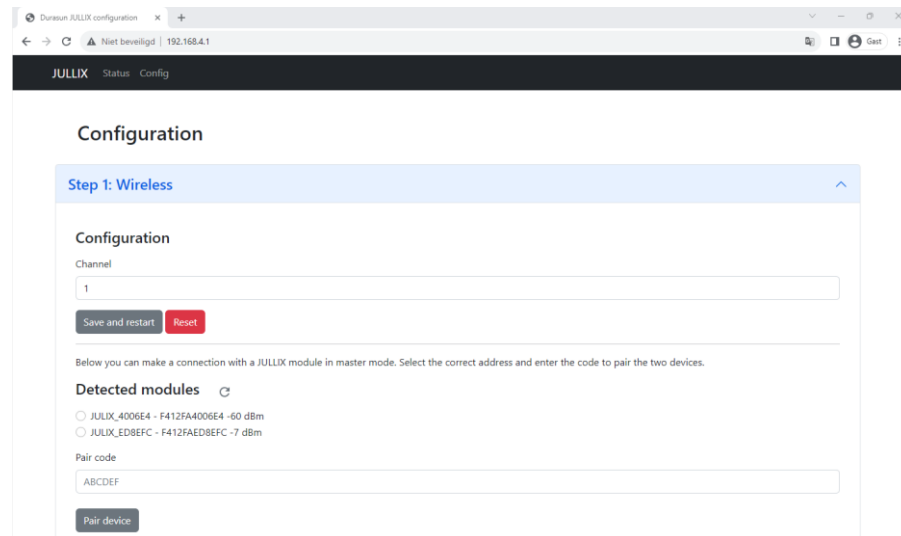 Durasun JULLIX configuration
Niet beveiligd | 192.168.4.1
Gast
JULLIX Status Config
Configuration
Step 1: Wireless
Configuration
Channel
1
Save and restart Reset
Below you can make a connection with a JULLIX module in master mode. Select the correct address and enter the code to pair the two devices.
Detected modules
JULIX_4006E4 - F412FA4006E4 -60 dBm
JULIX_ED8EFC - F412FAED8EFC -7 dBm
Pair code
ABCDEF
Pair device